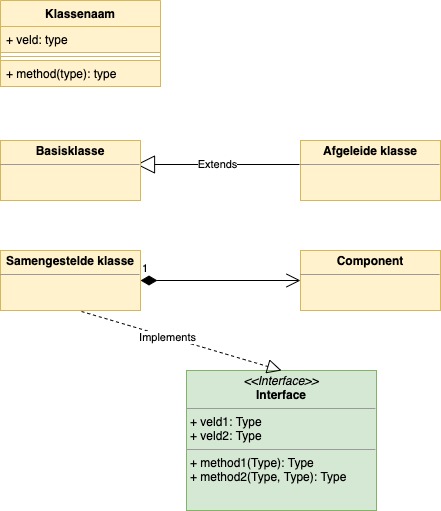 Klassenaam
+ veld: type
+ method(type): type
Basisklasse
Extends
Afgeleide klasse
Samengestelde klasse
1
Component
Implements
<<Interface>>
Interface
+ veld1: Type
+ veld2: Type
+ method1(Type): Type
+ method2(Type, Type): Type